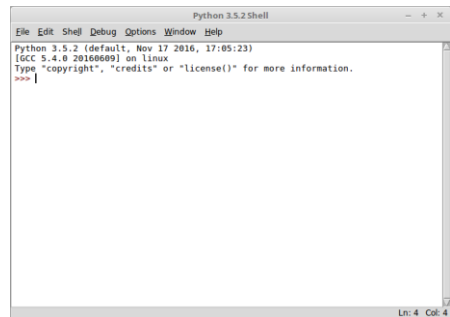 Python 3.5.2 Shell
File Edit Shell Debug Options Window Help
Python 3.5.2 (default, Nov 17 2016, 17:05:23)
[GCC 5.4.0 20160609] on linux
Type "copyright", "credits" or "license()" for more information.
>>>
Ln: 4 Col: 4